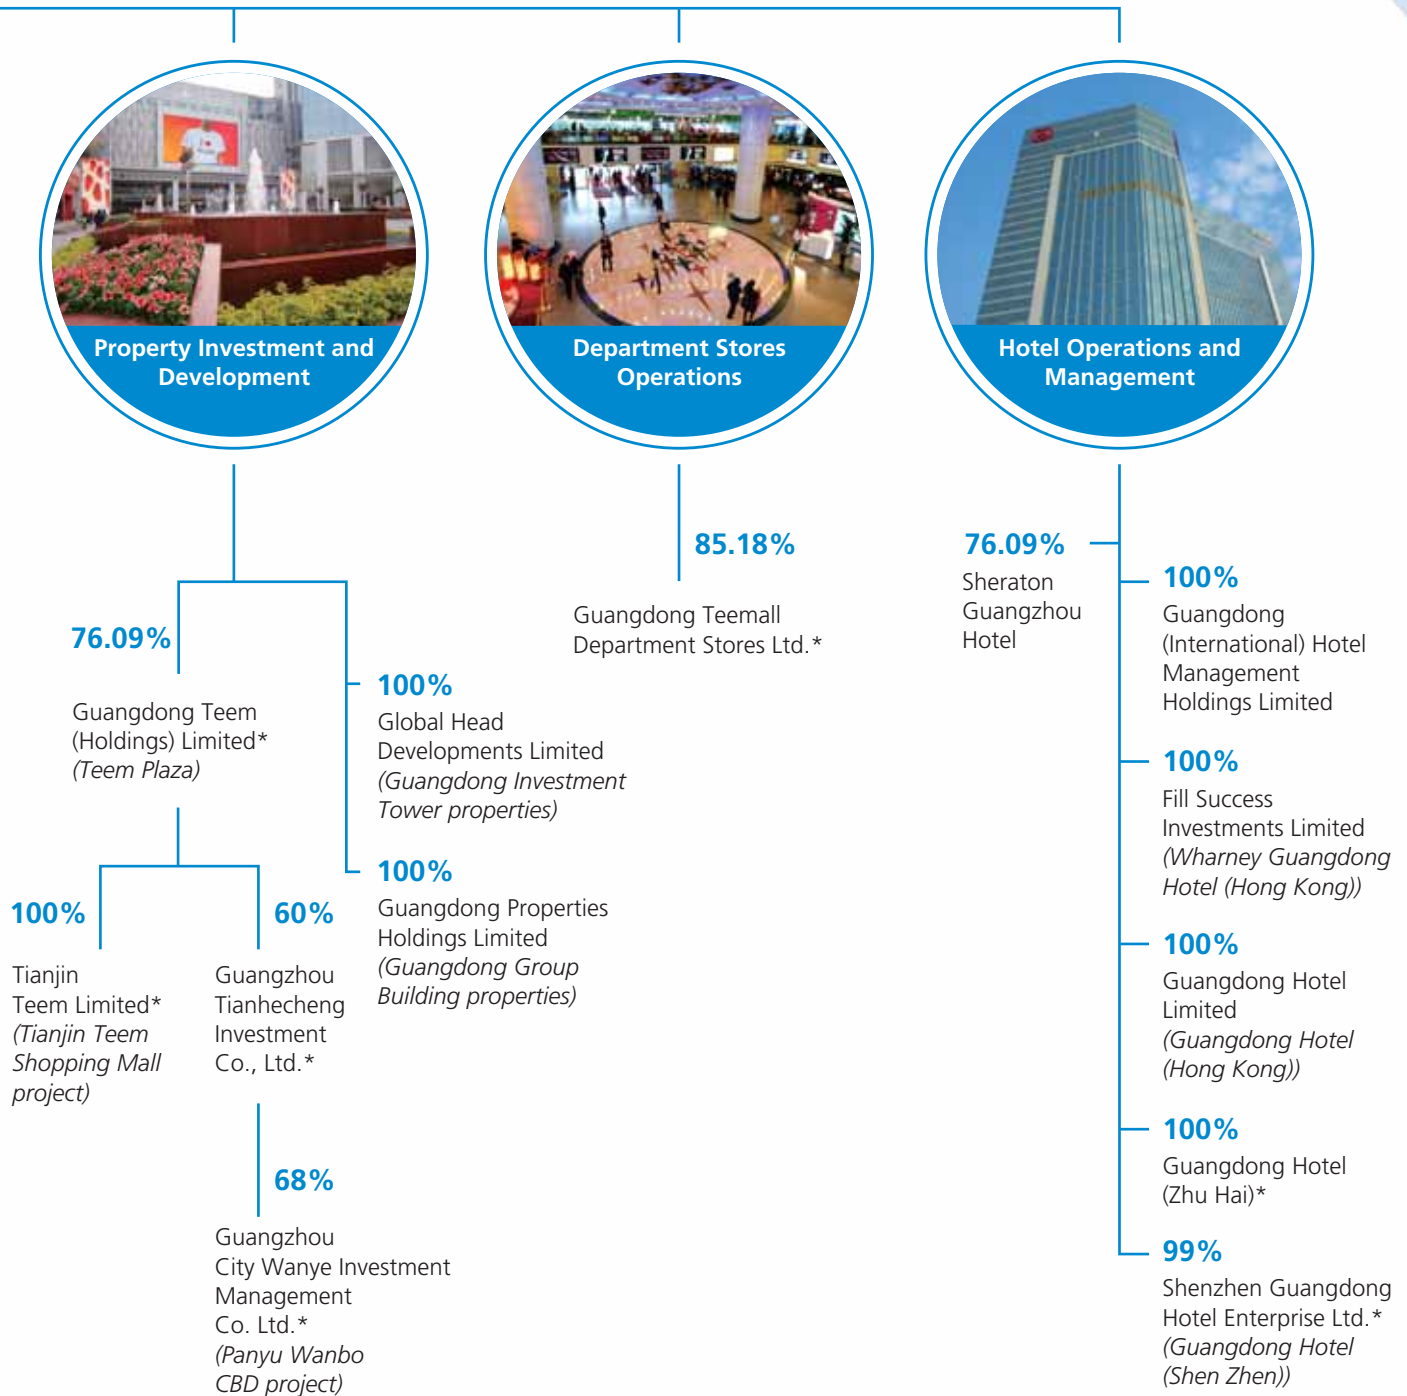 Property Investment and
Development
Department Stores
Operations
Hotel Operations and
Management
76.09%
Guangdong Teem
(Holdings) Limited*
(Teem Plaza)
100%
Global Head
Developments Limited
(Guangdong Investment
Tower properties)
100%
Guangdong Properties
Holdings Limited
(Guangdong Group
Building properties)
100%
Tianjin
Teem Limited*
(Tianjin Teem
Shopping Mall
project)
60%
Guangzhou
Tianhecheng
Investment
Co., Ltd.*
68%
Guangzhou
City Wanye Investment
Management
Co. Ltd.*
(Panyu Wanbo
CBD project)
85.18%
Guangdong Teemall
Department Stores Ltd.*
76.09%
Sheraton
Guangzhou
Hotel
100%
Guangdong
(International) Hotel
Management
Holdings Limited
100%
Fill Success
Investments Limited
(Wharney Guangdong
Hotel (Hong Kong))
100%
Guangdong Hotel
Limited
(Guangdong Hotel
(Hong Kong))
100%
Guangdong Hotel
(Zhu Hai)*
99%
Shenzhen Guangdong
Hotel Enterprise Ltd.*
(Guangdong Hotel
(Shen Zhen))